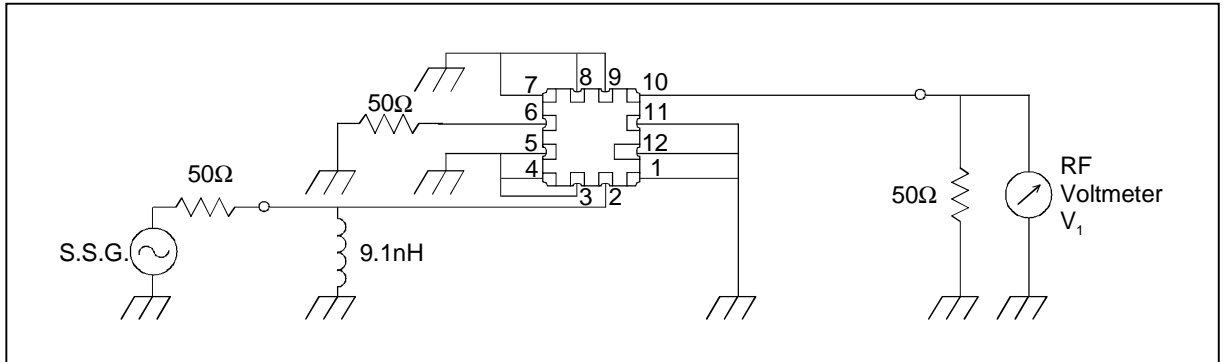 7 8 9 10
50Ω 6 11
5 12
50Ω 4 1
3 2
S.S.G. 9.1nH
50Ω RF
Voltmeter
V₁